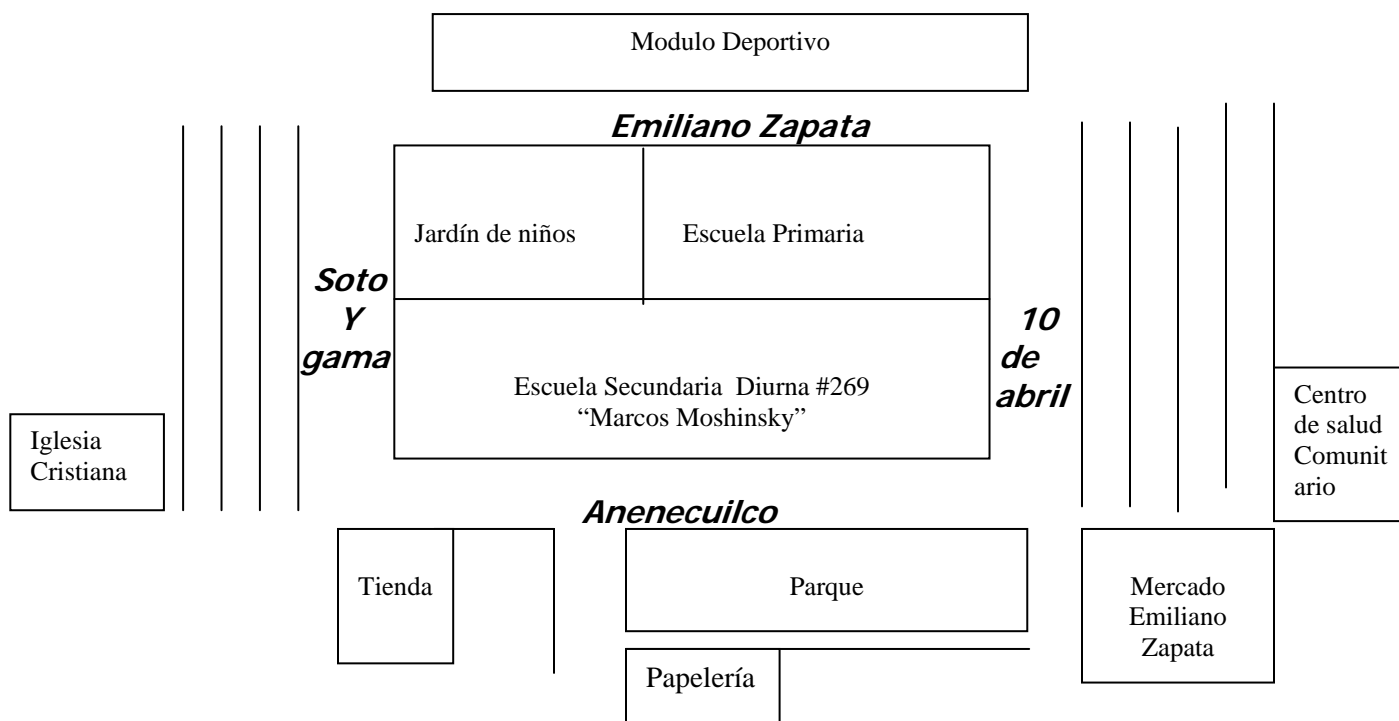 Modulo Deportivo
Emiliano Zapata
Jardín de niños
Escuela Primaria
Soto
Y
gama
10
de
abril
Escuela Secundaria Diurna #269
“Marcos Moshinsky”
Iglesia
Cristiana
Centro
de salud
Comunit
ario
Anenecuilco
Tienda
Parque
Mercado
Emiliano
Zapata
Papelería